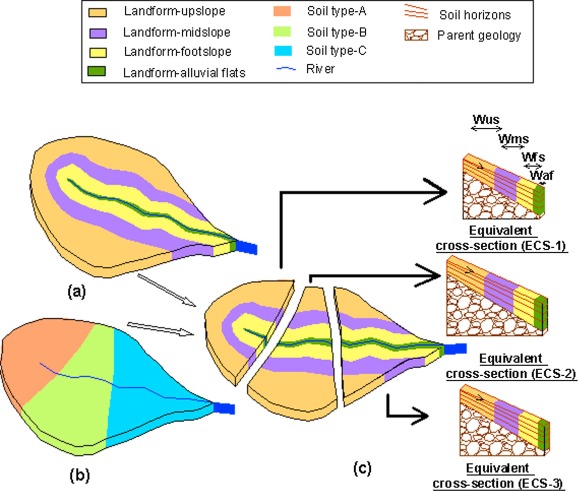 Landform-upslope
Landform-midslope
Landform-footslope
Landform-alluvial flats
Soil type-A
Soil type-B
Soil type-C
River
Soil horizons
Parent geology
Wus
Wms
Wfs
Waf
Equivalent
cross-section (ECS-1)
(a)
Equivalent
cross-section (ECS-2)
(b)
(c)
Equivalent
cross-section (ECS-3)